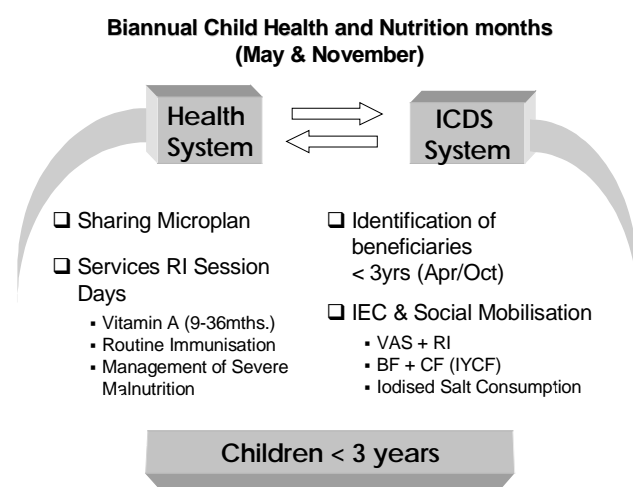 Biannual Child Health and Nutrition months
(May & November)
Health
System
ICDS
System
❑ Sharing Microplan
❑ Services RI Session
Days
▪ Vitamin A (9-36mths.)
▪ Routine Immunisation
▪ Management of Severe
Malnutrition
❑ Identification of
beneficiaries
< 3yrs (Apr/Oct)
❑ IEC & Social Mobilisation
▪ VAS + RI
▪ BF + CF (IYCF)
▪ Iodised Salt Consumption
Children < 3 years